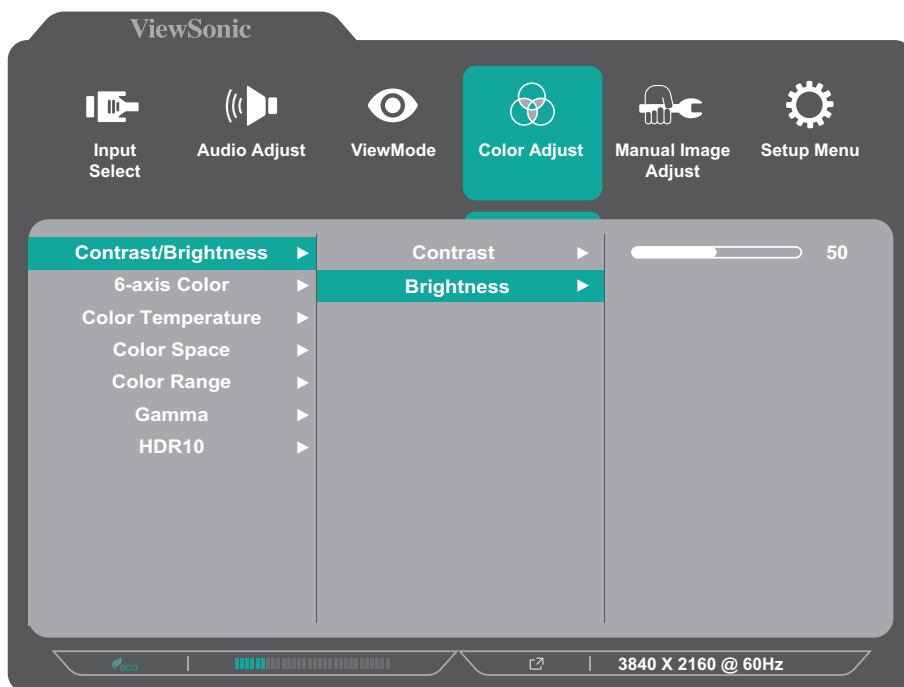 ViewSonic
Input
Select
Audio Adjust
ViewMode
Color Adjust
Manual Image
Adjust
Setup Menu
Contrast/Brightness
6-axis Color
Color Temperature
Color Space
Color Range
Gamma
HDR10
Contrast
Brightness
50
eco
3840 X 2160 @ 60Hz